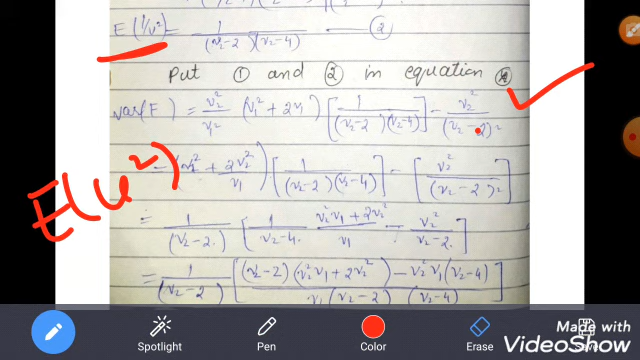 E(1/v²) = 1/((v₂-2)(v₂-4)) —— ②
Put ① and ② in equation
var(F) = v₂²/v₁² (v₁² + 2v₁) [1/((v₂-2)(v₂-4))] - v₂²/(v₂-2)²
= (v₂² + 2v₂²/v₁) [1/((v₂-2)(v₂-4))] - [v₂²/(v₂-2)²]
E(u²)
= 1/(v₂-2) [1/(v₂-4) (v₂²v₁+2v₂²)/v₁ - v₂²/(v₂-2)]
= 1/(v₂-2) [((v₂-2)(v₂²v₁+2v₂²) - v₂²v₁(v₂-4))/(v₁(v₂-2)(v₂-4))]
Spotlight Pen Color Erase
Made with
VideoShow